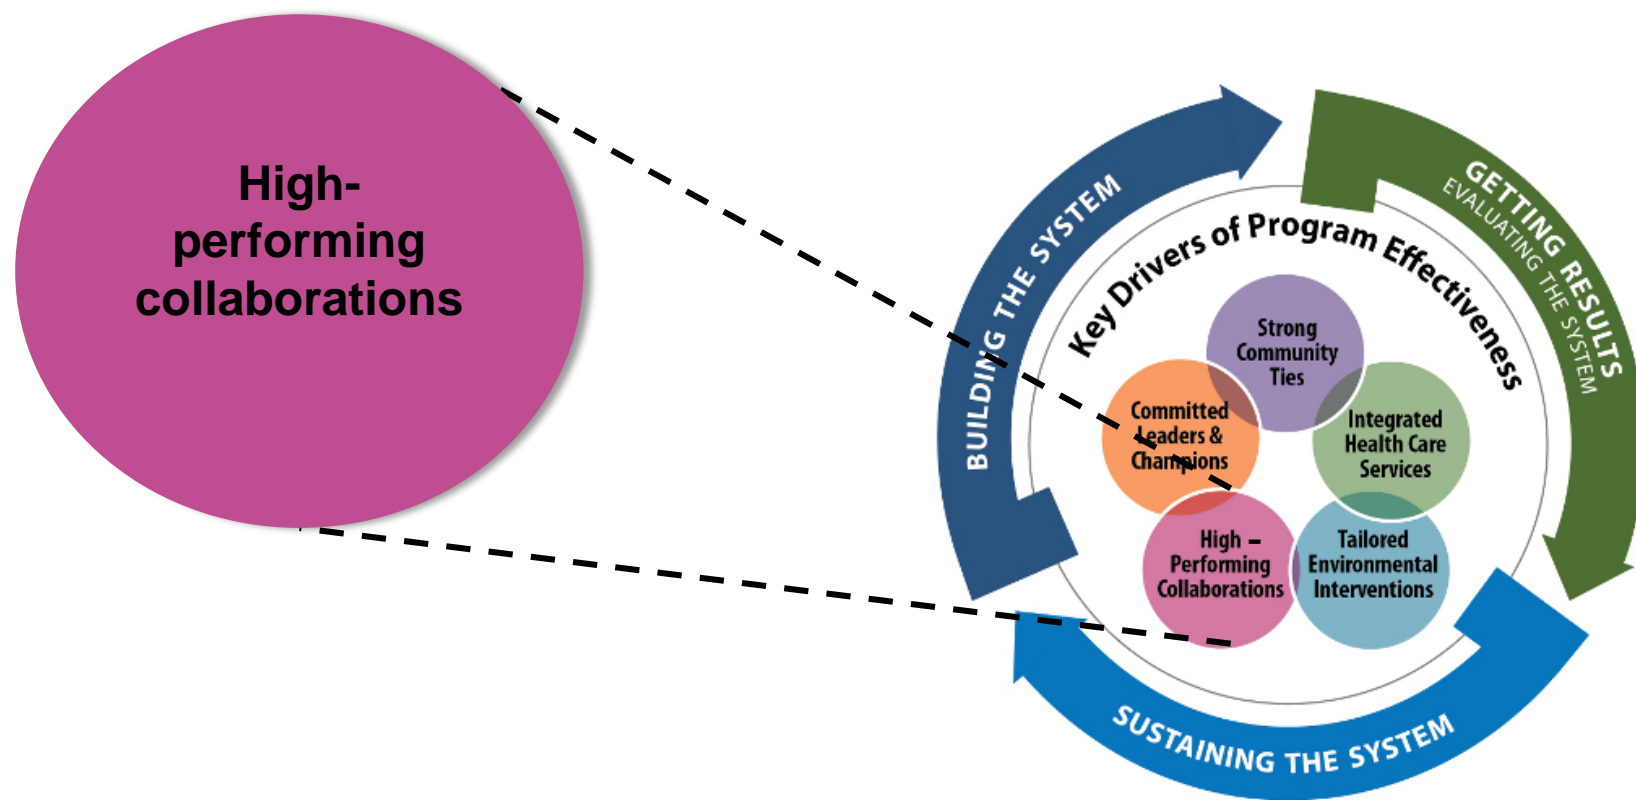 High-
performing
collaborations
BUILDING THE SYSTEM
GETTING RESULTS
EVALUATING THE SYSTEM
Key Drivers of Program Effectiveness
Strong
Community
Ties
Committed
Leaders &
Champions
Integrated
Health Care
Services
High –
Performing
Collaborations
Tailored
Environmental
Interventions
SUSTAINING THE SYSTEM